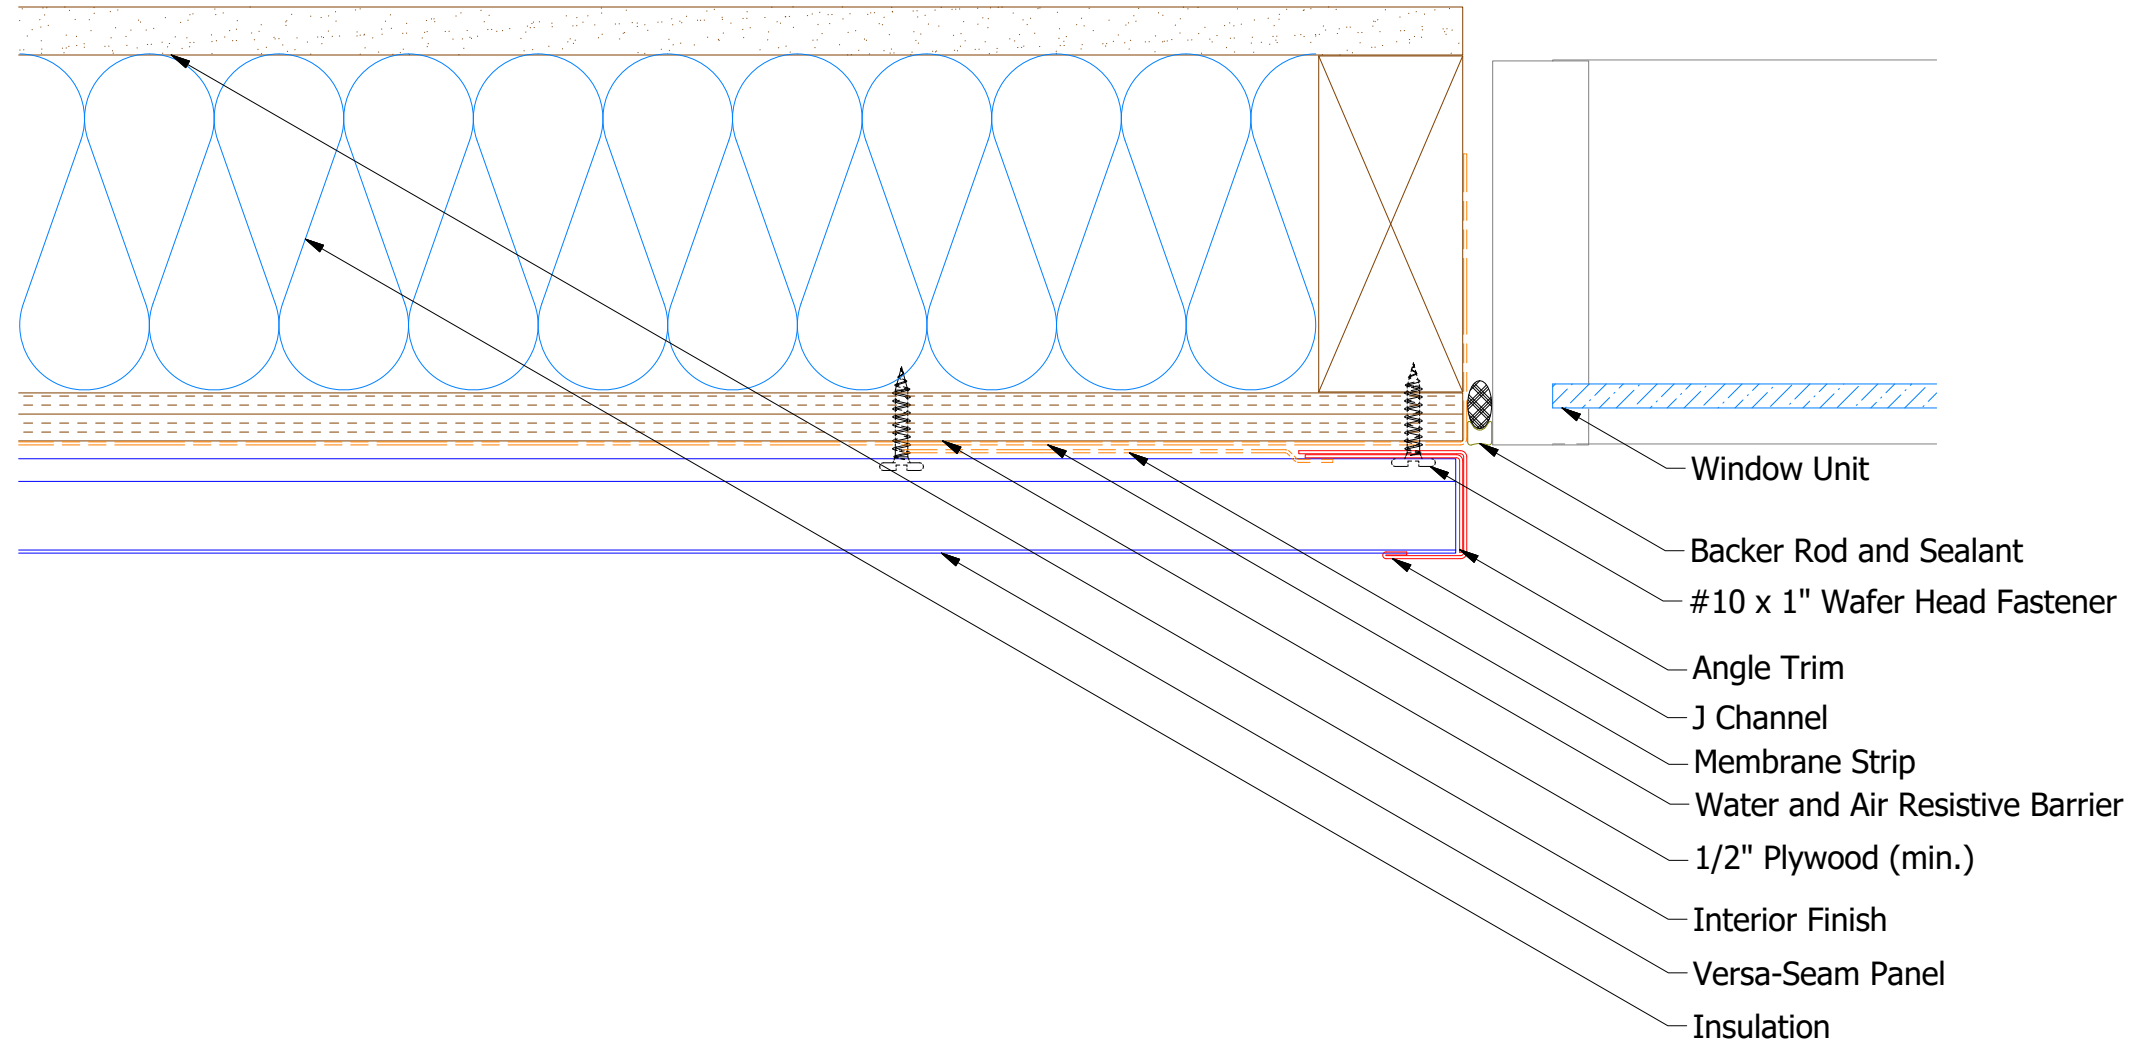 Window Unit
Backer Rod and Sealant
#10 x 1" Wafer Head Fastener
Angle Trim
J Channel
Membrane Strip
Water and Air Resistive Barrier
1/2" Plywood (min.)
Interior Finish
Versa-Seam Panel
Insulation